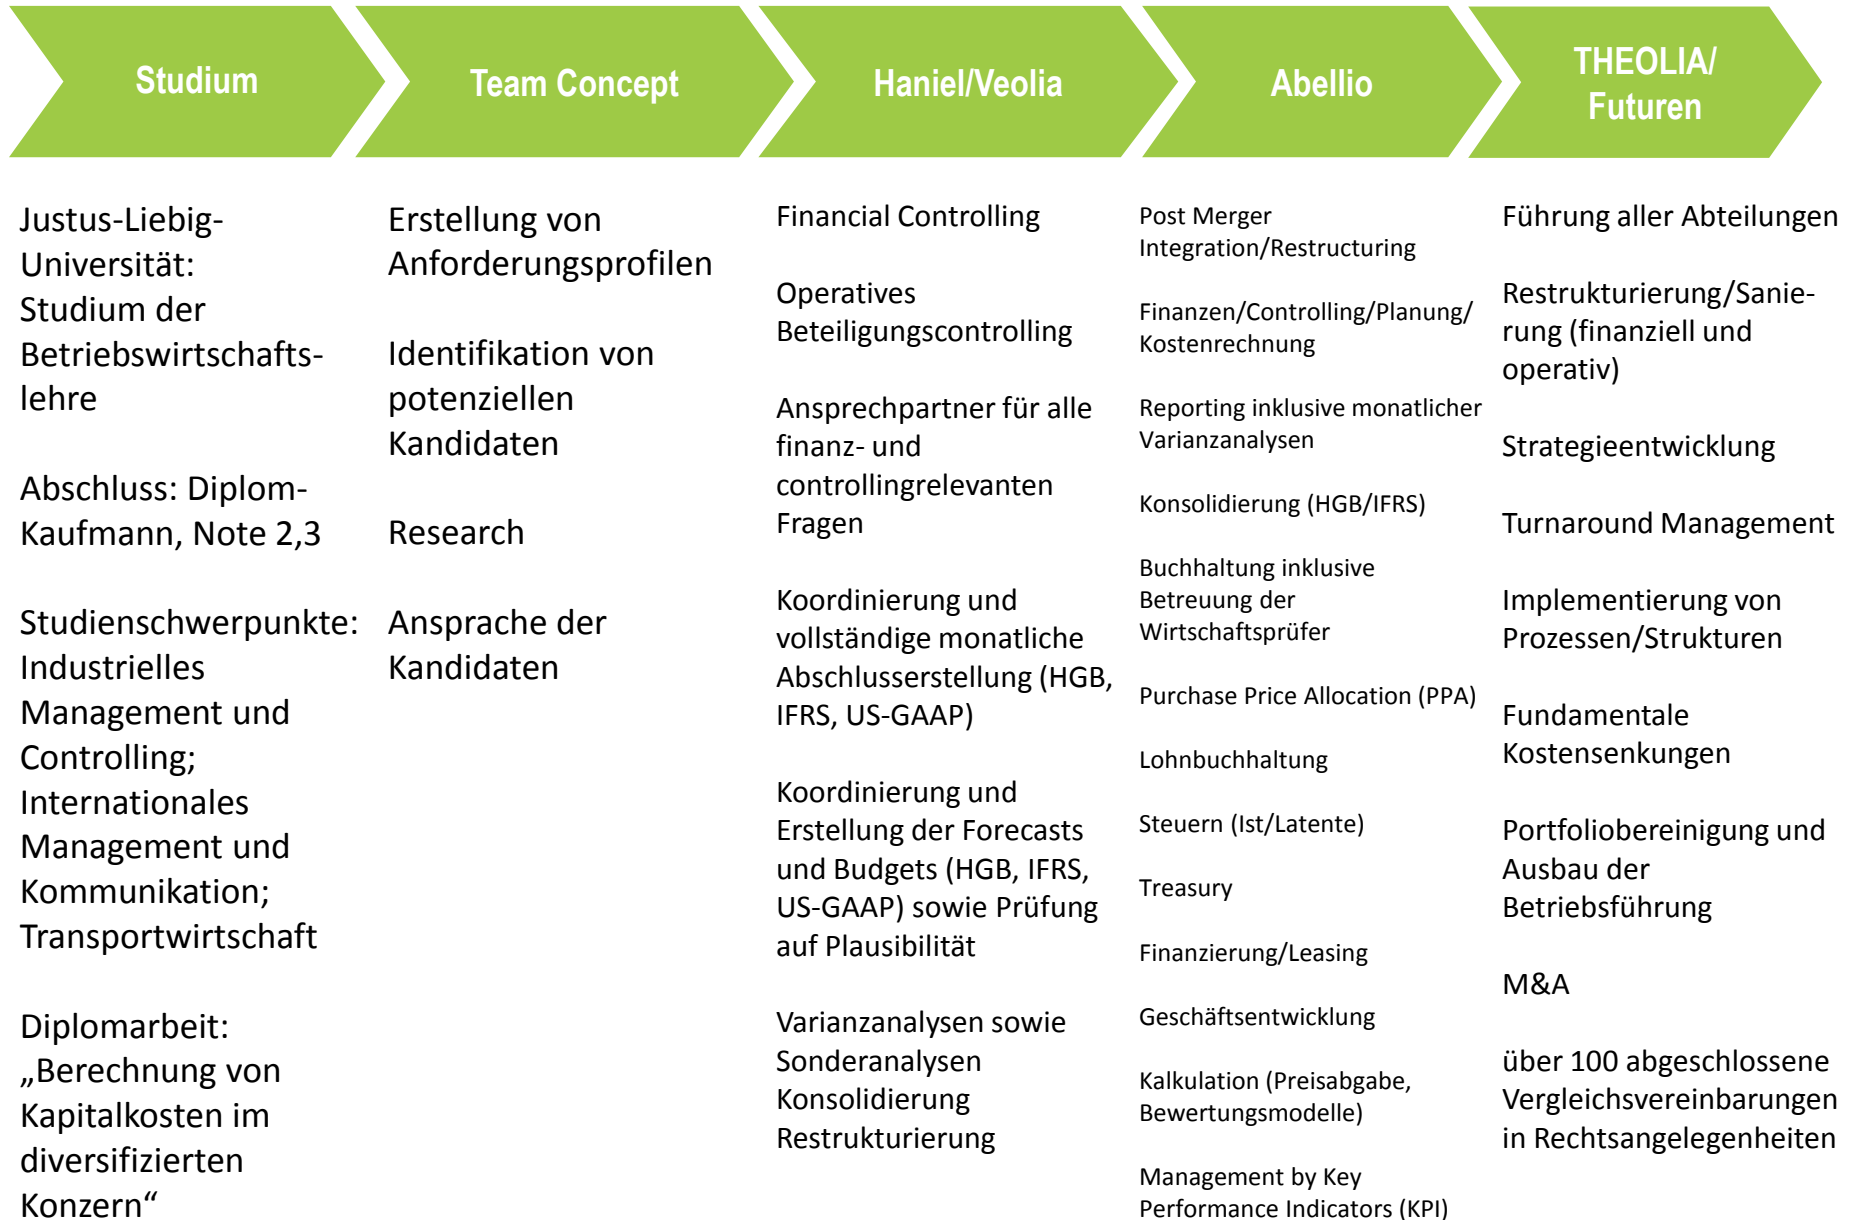 Studium
Team Concept
Haniel/Veolia
Abellio
THEOLIA/
Futuren
Justus-Liebig-
Universität:
Studium der
Betriebswirtschafts-
lehre
Abschluss: Diplom-
Kaufmann, Note 2,3
Studienschwerpunkte:
Industrielles
Management und
Controlling;
Internationales
Management und
Kommunikation;
Transportwirtschaft
Diplomarbeit:
„Berechnung von
Kapitalkosten im
diversifizierten
Konzern“
Erstellung von
Anforderungsprofilen
Identifikation von
potenziellen
Kandidaten
Research
Ansprache der
Kandidaten
Financial Controlling
Operatives
Beteiligungscontrolling
Ansprechpartner für alle
finanz- und
controllingrelevanten
Fragen
Koordinierung und
vollständige monatliche
Abschlusserstellung (HGB,
IFRS, US-GAAP)
Koordinierung und
Erstellung der Forecasts
und Budgets (HGB, IFRS,
US-GAAP) sowie Prüfung
auf Plausibilität
Varianzanalysen sowie
Sonderanalysen
Konsolidierung
Restrukturierung
Post Merger
Integration/Restructuring
Finanzen/Controlling/Planung/
Kostenrechnung
Reporting inklusive monatlicher
Varianzanalysen
Konsolidierung (HGB/IFRS)
Buchhaltung inklusive
Betreuung der
Wirtschaftsprüfer
Purchase Price Allocation (PPA)
Lohnbuchhaltung
Steuern (Ist/Latente)
Treasury
Finanzierung/Leasing
Geschäftsentwicklung
Kalkulation (Preisabgabe,
Bewertungsmodelle)
Management by Key
Performance Indicators (KPI)
Führung aller Abteilungen
Restrukturierung/Sanie-
rung (finanziell und
operativ)
Strategieentwicklung
Turnaround Management
Implementierung von
Prozessen/Strukturen
Fundamentale
Kostensenkungen
Portfoliobereinigung und
Ausbau der
Betriebsführung
M&A
über 100 abgeschlossene
Vergleichsvereinbarungen
in Rechtsangelegenheiten